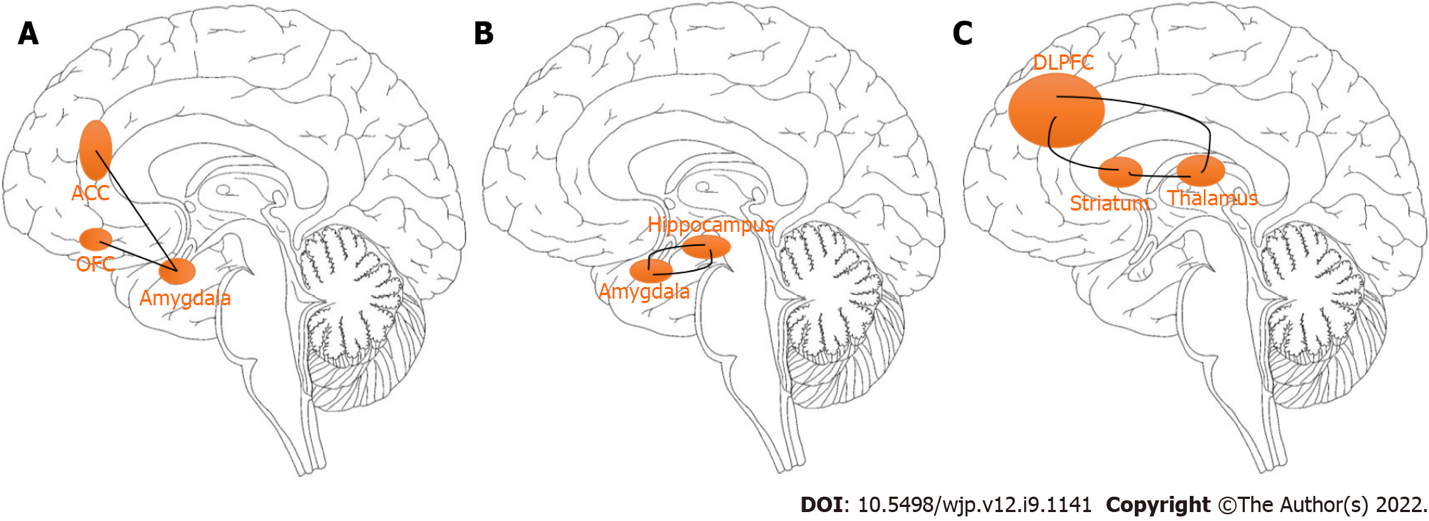 A
B
C
DLPFC
ACC
OFC
Amygdala
Hippocampus
Amygdala
Striatum
Thalamus
DOI: 10.5498/wjp.v12.i9.1141 Copyright ©The Author(s) 2022.